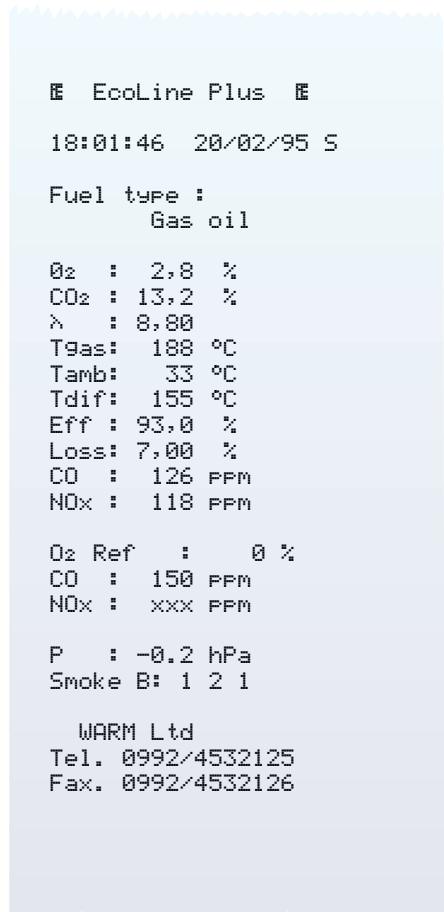 E EcoLine Plus E
18:01:46 20/02/95 S
Fuel type :
Gas oil
O₂ : 2,8 %
CO₂ : 13,2 %
λ : 8,80
Tgas: 188 °C
Tamb: 33 °C
Tdif: 155 °C
Eff : 93,0 %
Loss: 7,00 %
CO : 126 ppm
NOx : 118 ppm
O₂ Ref : 0 %
CO : 150 ppm
NOx : xxx ppm
P : -0.2 hPa
Smoke B: 1 2 1
WARM Ltd
Tel. 0992/4532125
Fax. 0992/4532126